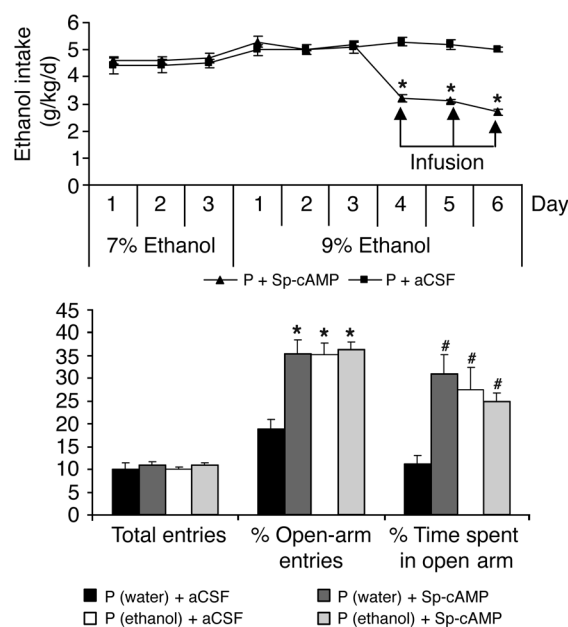 Ethanol intake
(g/kg/d)
6
5
4
3
2
1
0
* * *
Infusion
1 2 3 1 2 3 4 5 6 Day
7% Ethanol 9% Ethanol
P + Sp-cAMP P + aCSF
45
40
35
30
25
20
15
10
5
0
* * *
# # #
Total entries % Open-arm entries % Time spent in open arm
P (water) + aCSF P (water) + Sp-cAMP
P (ethanol) + aCSF P (ethanol) + Sp-cAMP